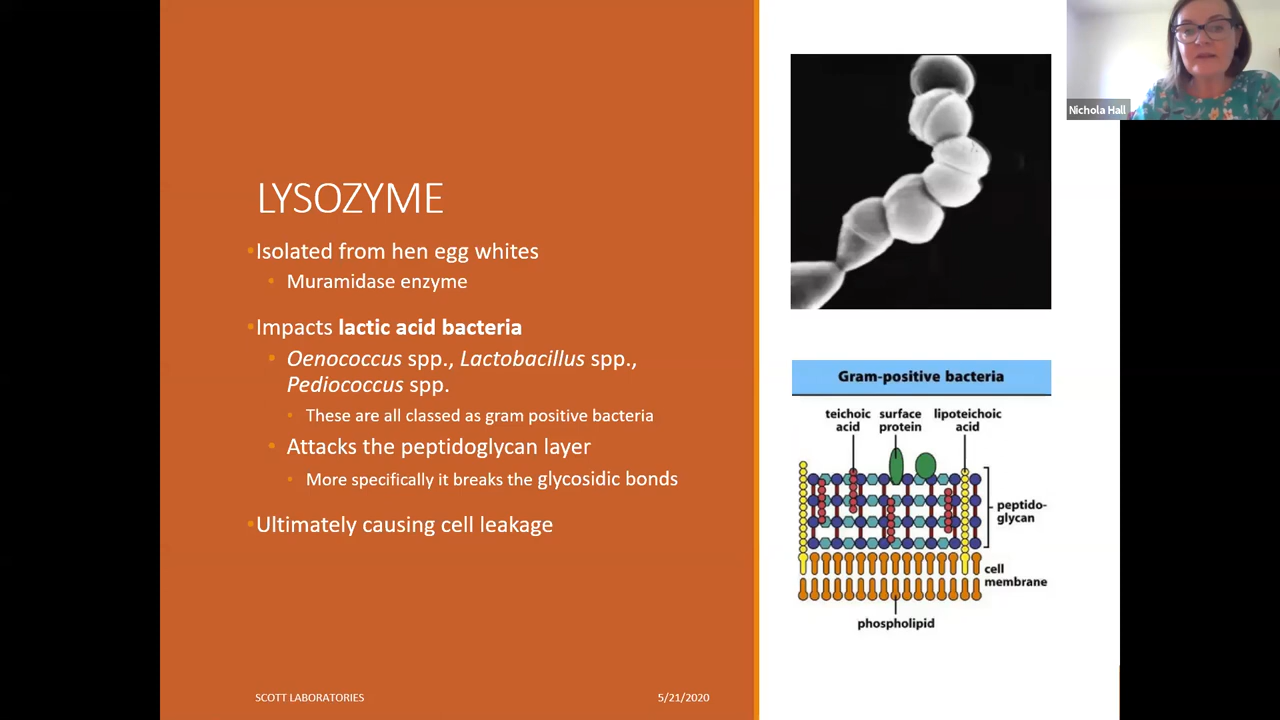 LYSOZYME
•Isolated from hen egg whites
• Muramidase enzyme
•Impacts lactic acid bacteria
• Oenococcus spp., Lactobacillus spp.,
Pediococcus spp.
• These are all classed as gram positive bacteria
• Attacks the peptidoglycan layer
• More specifically it breaks the glycosidic bonds
•Ultimately causing cell leakage
SCOTT LABORATORIES
5/21/2020
Nichola Hall
Gram-positive bacteria
teichoic
acid
surface
protein
lipoteichoic
acid
peptido-
glycan
cell
membrane
phospholipid